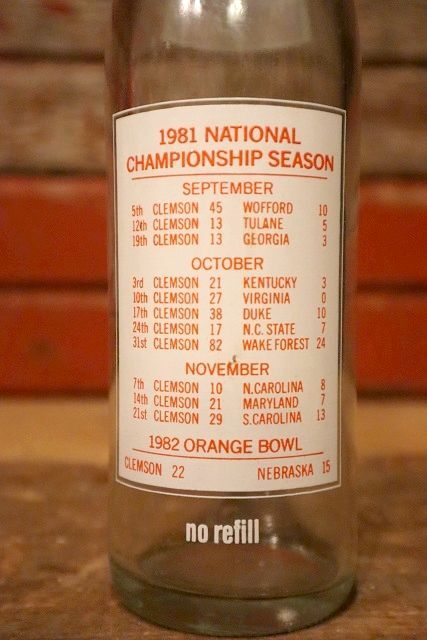 1981 NATIONAL
CHAMPIONSHIP SEASON
SEPTEMBER
5th CLEMSON 45 WOFFORD 10
12th CLEMSON 13 TULANE 5
19th CLEMSON 13 GEORGIA 3
OCTOBER
3rd CLEMSON 21 KENTUCKY 3
10th CLEMSON 27 VIRGINIA 0
17th CLEMSON 38 DUKE 10
24th CLEMSON 17 N.C. STATE 7
31st CLEMSON 82 WAKE FOREST 24
NOVEMBER
7th CLEMSON 10 N.CAROLINA 8
14th CLEMSON 21 MARYLAND 7
21st CLEMSON 29 S.CAROLINA 13
1982 ORANGE BOWL
CLEMSON 22 NEBRASKA 15
no refill